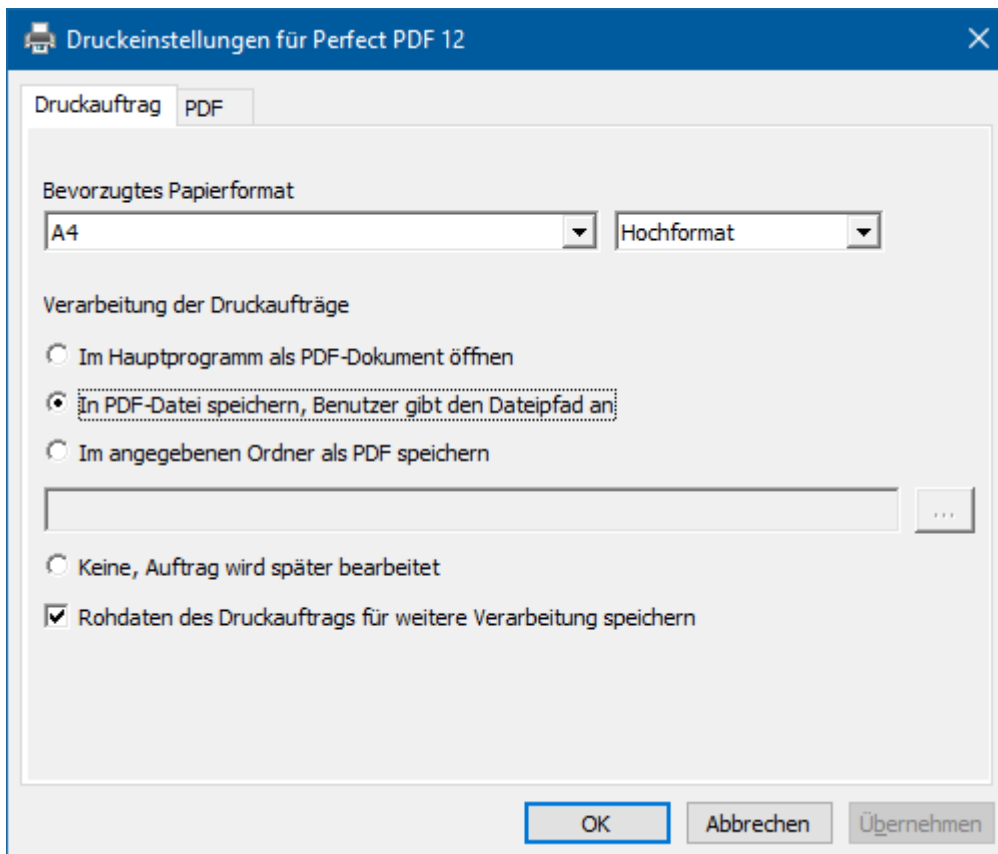 Druckeinstellungen für Perfect PDF 12
Druckauftrag PDF
Bevorzugtes Papierformat
A4 Hochformat
Verarbeitung der Druckaufträge
Im Hauptprogramm als PDF-Dokument öffnen
In PDF-Datei speichern, Benutzer gibt den Dateipfad an
Im angegebenen Ordner als PDF speichern
...
Keine, Auftrag wird später bearbeitet
Rohdaten des Druckauftrags für weitere Verarbeitung speichern
OK Abbrechen Übernehmen